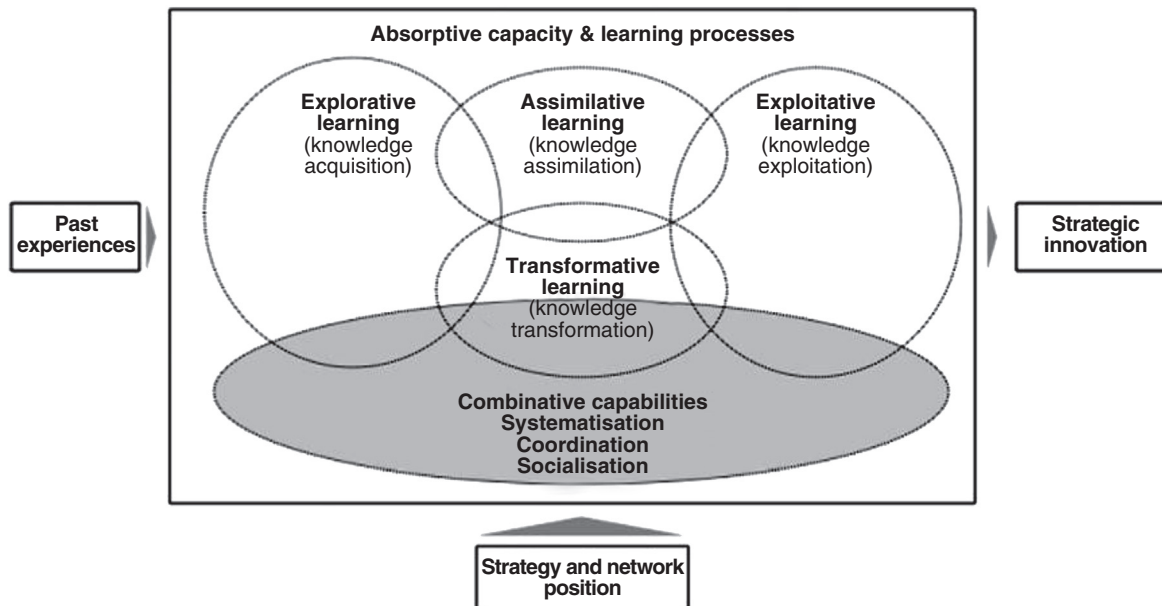 Absorptive capacity & learning processes
Explorative
learning
(knowledge
acquisition)
Assimilative
learning
(knowledge
assimilation)
Exploitative
learning
(knowledge
exploitation)
Past
experiences
Strategic
innovation
Transformative
learning
(knowledge
transformation)
Combinative capabilities
Systematisation
Coordination
Socialisation
Strategy and network
position